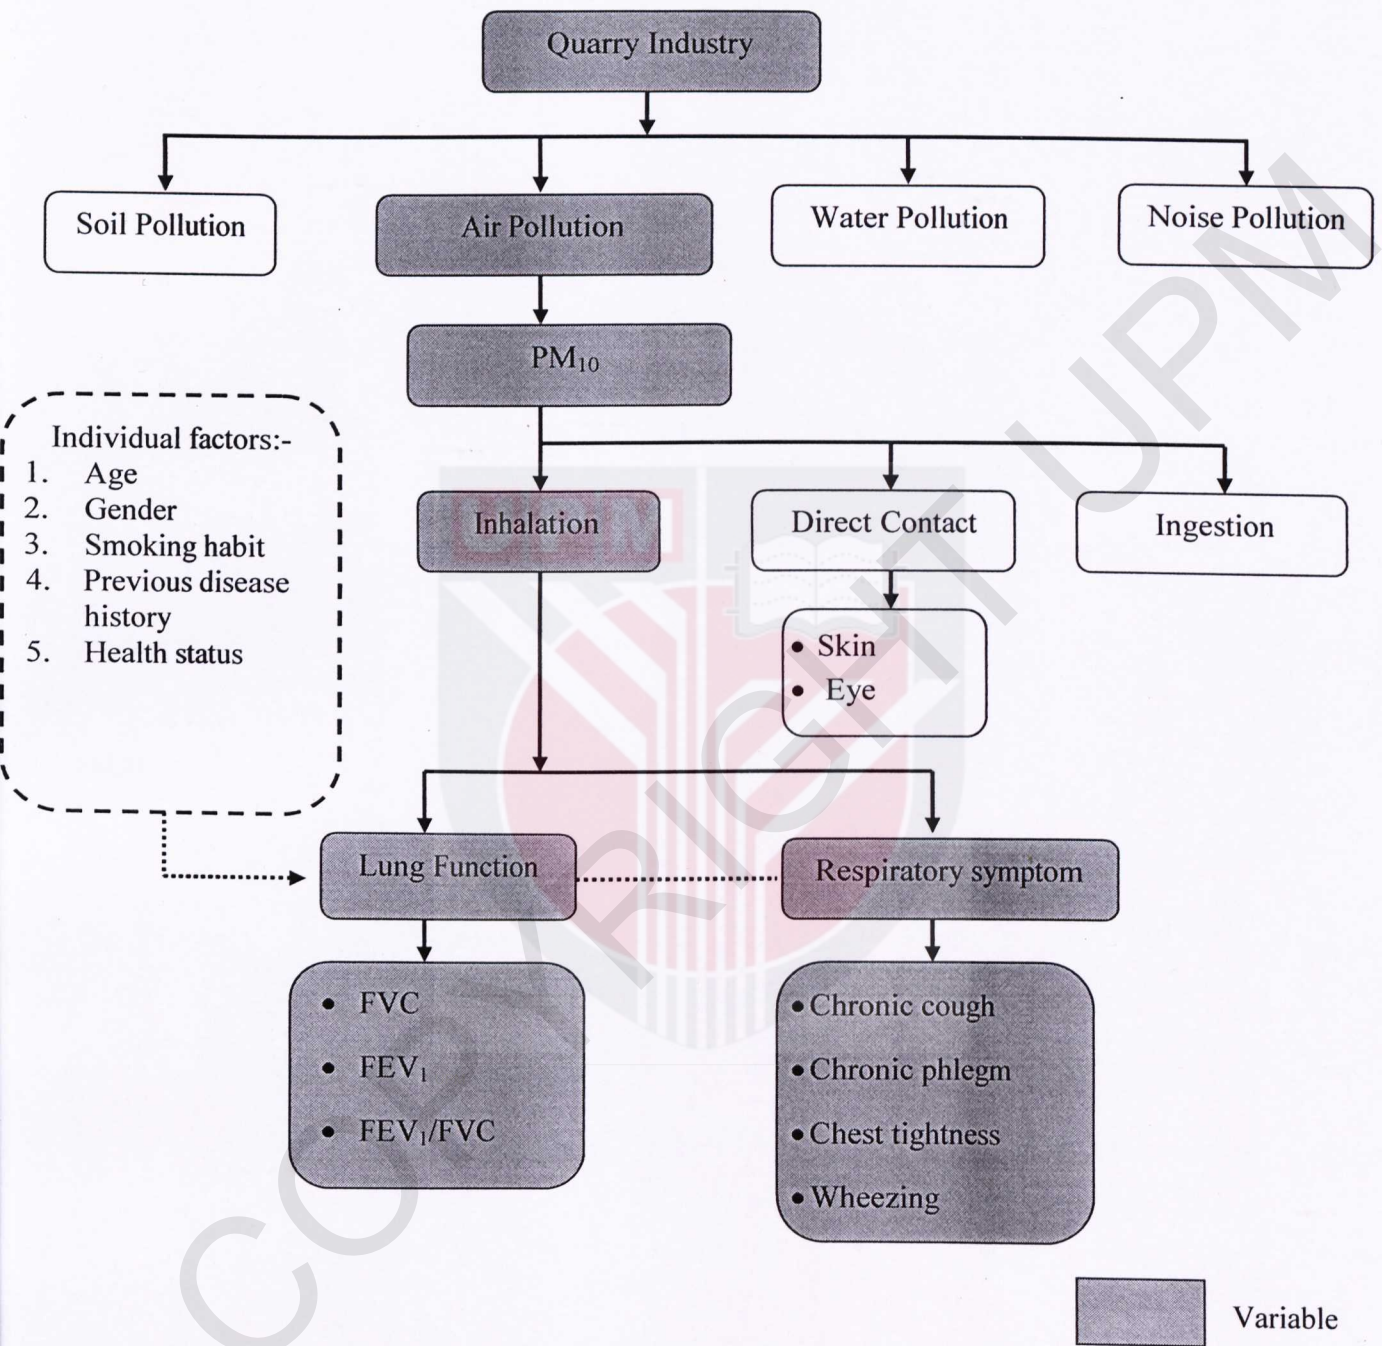 Quarry Industry
Soil Pollution
Air Pollution
Water Pollution
Noise Pollution
PM₁₀
Individual factors:-
1. Age
2. Gender
3. Smoking habit
4. Previous disease
history
5. Health status
Inhalation
Direct Contact
Ingestion
• Skin
• Eye
Lung Function
Respiratory symptom
• FVC
• FEV₁
• FEV₁/FVC
• Chronic cough
• Chronic phlegm
• Chest tightness
• Wheezing
Variable
UPM
COPYRIGHT UPM